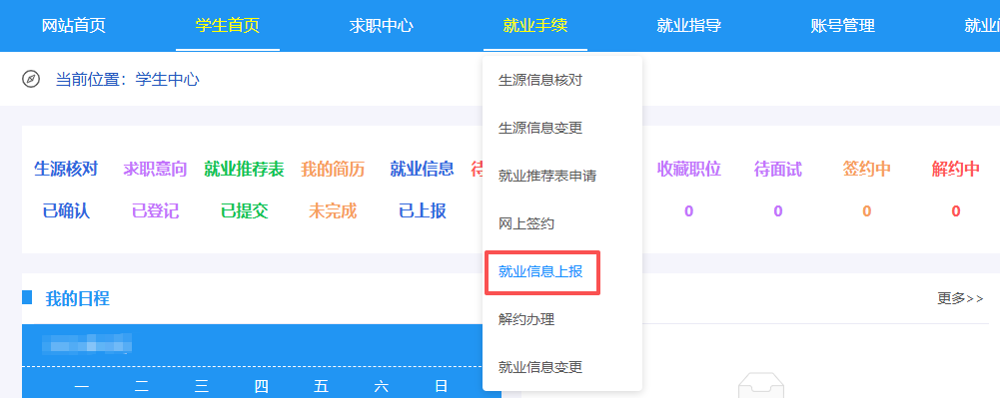 网站首页 学生首页 求职中心 就业手续 就业指导 账号管理 就业
当前位置：学生中心
生源信息核对
生源信息变更
就业推荐表申请
网上签约
就业信息上报
解约办理
就业信息变更
生源核对 求职意向 就业推荐表 我的简历 就业信息 待 收藏职位 待面试 签约中 解约中
已确认 已登记 已提交 未完成 已上报 0 0 0 0
我的日程
更多>>
一 二 三 四 五 六 日